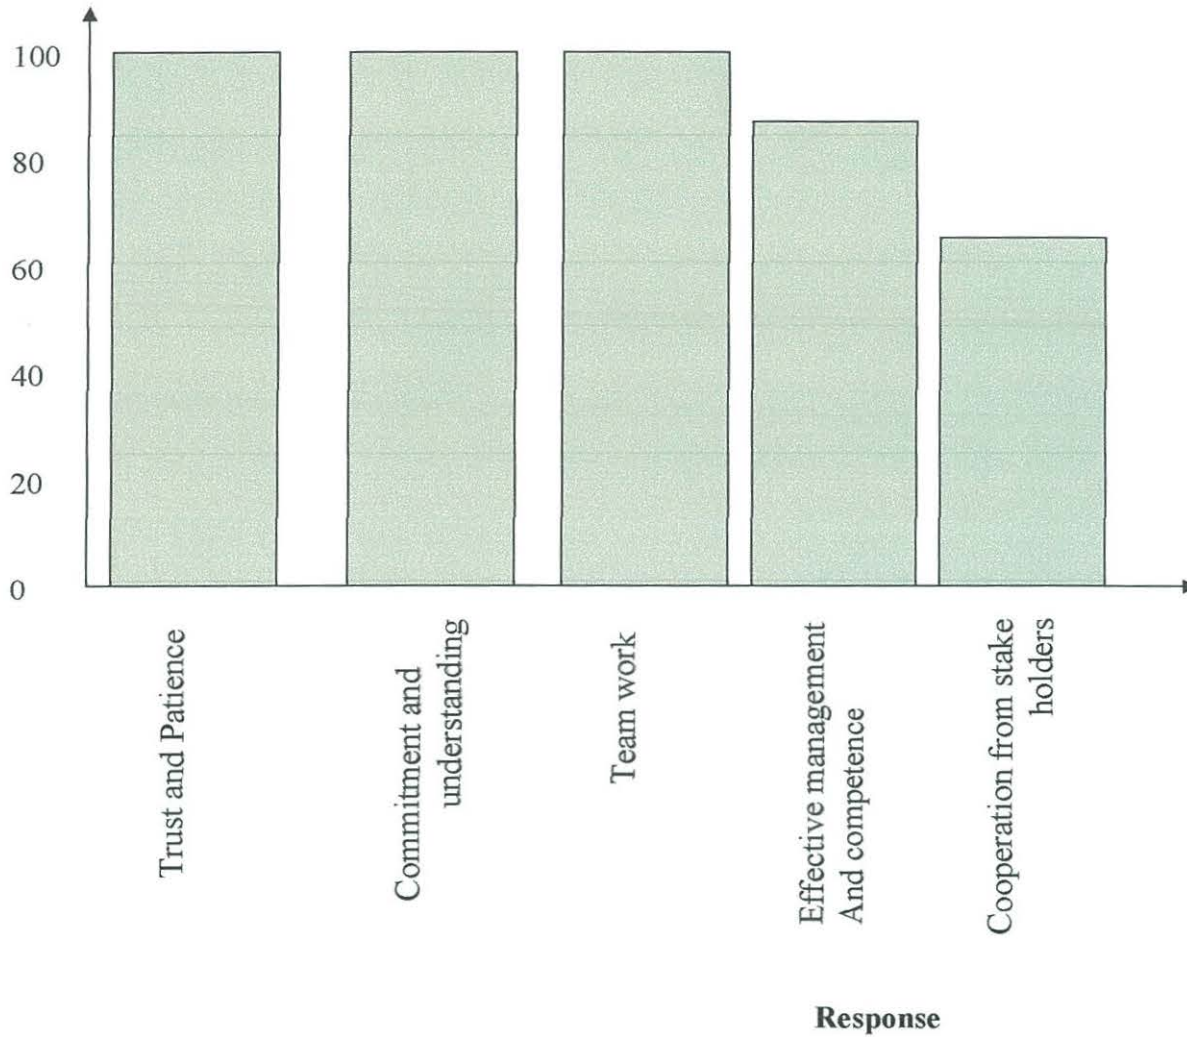 100
80
60
40
20
0
Trust and Patience
Commitment and
understanding
Team work
Effective management
And competence
Cooperation from stake
holders
Response